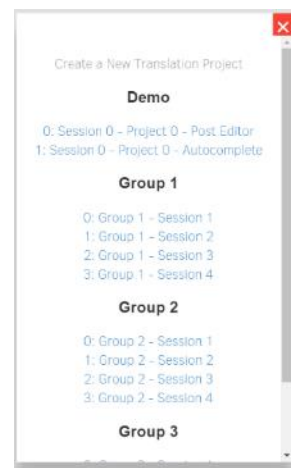 Create a New Translation Project
Demo
0: Session 0 - Project 0 - Post Editor
1: Session 0 - Project 0 - Autocomplete
Group 1
0: Group 1 - Session 1
1: Group 1 - Session 2
2: Group 1 - Session 3
3: Group 1 - Session 4
Group 2
0: Group 2 - Session 1
1: Group 2 - Session 2
2: Group 2 - Session 3
3: Group 2 - Session 4
Group 3